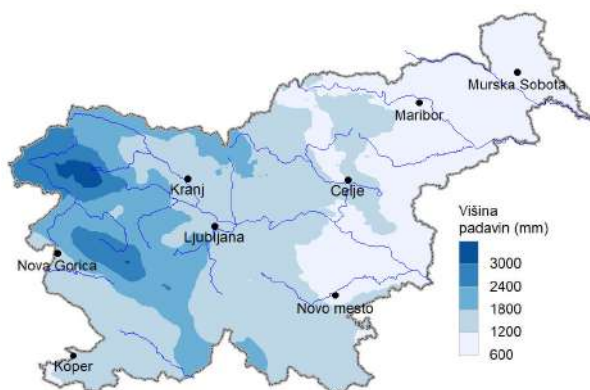 Murska Sobota
Maribor
Kranj
Celje
Ljubljana
Nova Gorica
Novo mesto
Koper
Višina
padavin (mm)
3000
2400
1800
1200
600